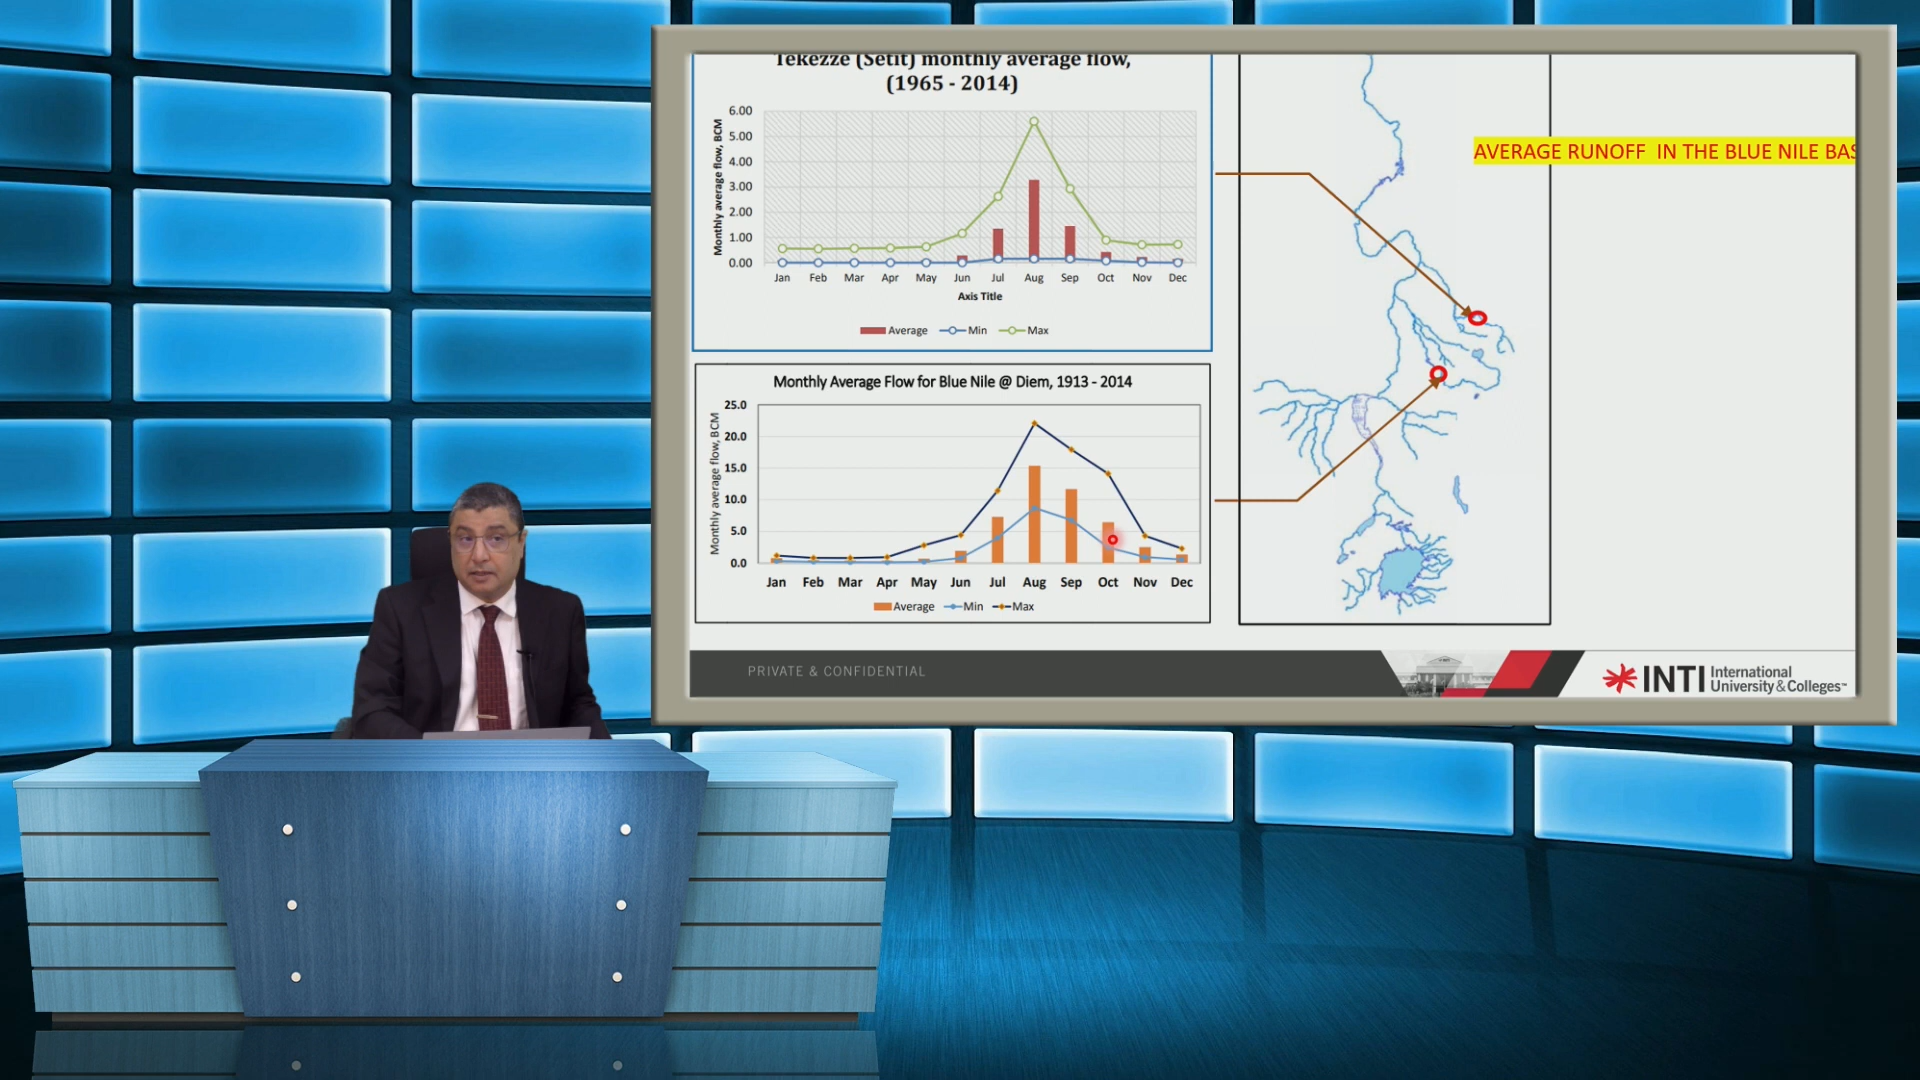 Tekezze (Setit) monthly average flow,
(1965 - 2014)
Monthly average flow, BCM
6.00
5.00
4.00
3.00
2.00
1.00
0.00
Jan Feb Mar Apr May Jun Jul Aug Sep Oct Nov Dec
Axis Title
Average Min Max
Monthly Average Flow for Blue Nile @ Diem, 1913 - 2014
Monthly average flow, BCM
25.0
20.0
15.0
10.0
5.0
0.0
Jan Feb Mar Apr May Jun Jul Aug Sep Oct Nov Dec
Average Min Max
AVERAGE RUNOFF IN THE BLUE NILE BAS
PRIVATE & CONFIDENTIAL
INTI International
University & Colleges™